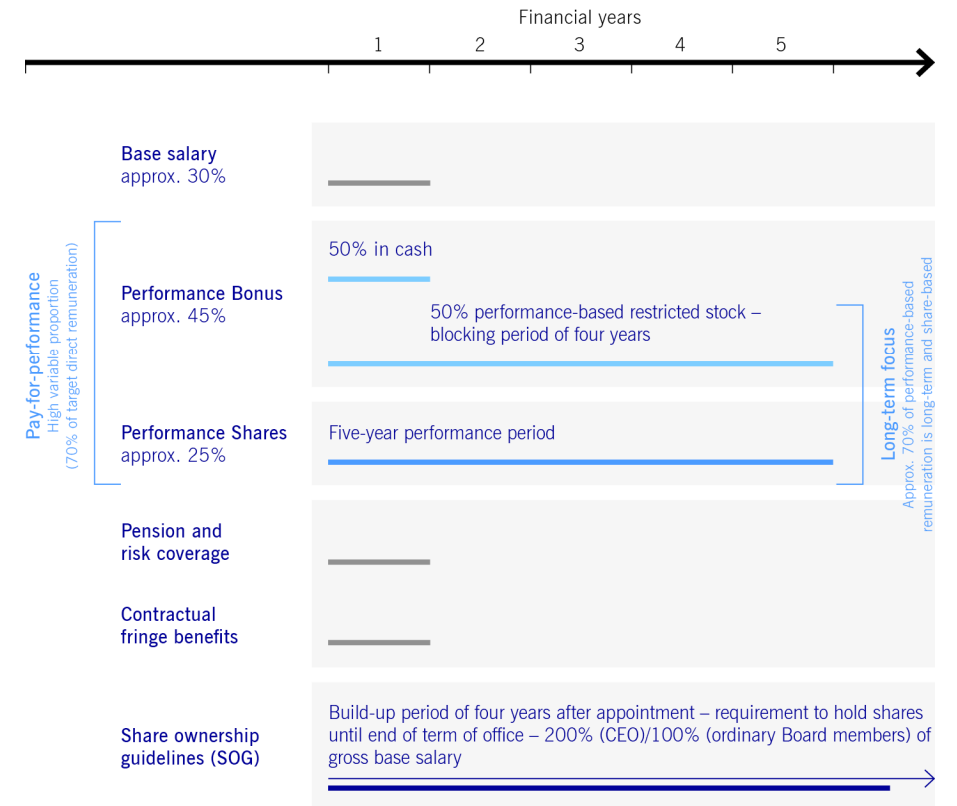 Financial years
1 2 3 4 5
Base salary
approx. 30%
Pay-for-performance
High variable proportion
(70% of target direct remuneration)
Performance Bonus
approx. 45%
50% in cash
50% performance-based restricted stock –
blocking period of four years
Performance Shares
approx. 25%
Five-year performance period
Long-term focus
Approx. 70% of performance-based
remuneration is long-term and share-based
Pension and
risk coverage
Contractual
fringe benefits
Share ownership
guidelines (SOG)
Build-up period of four years after appointment – requirement to hold shares
until end of term of office – 200% (CEO)/100% (ordinary Board members) of
gross base salary